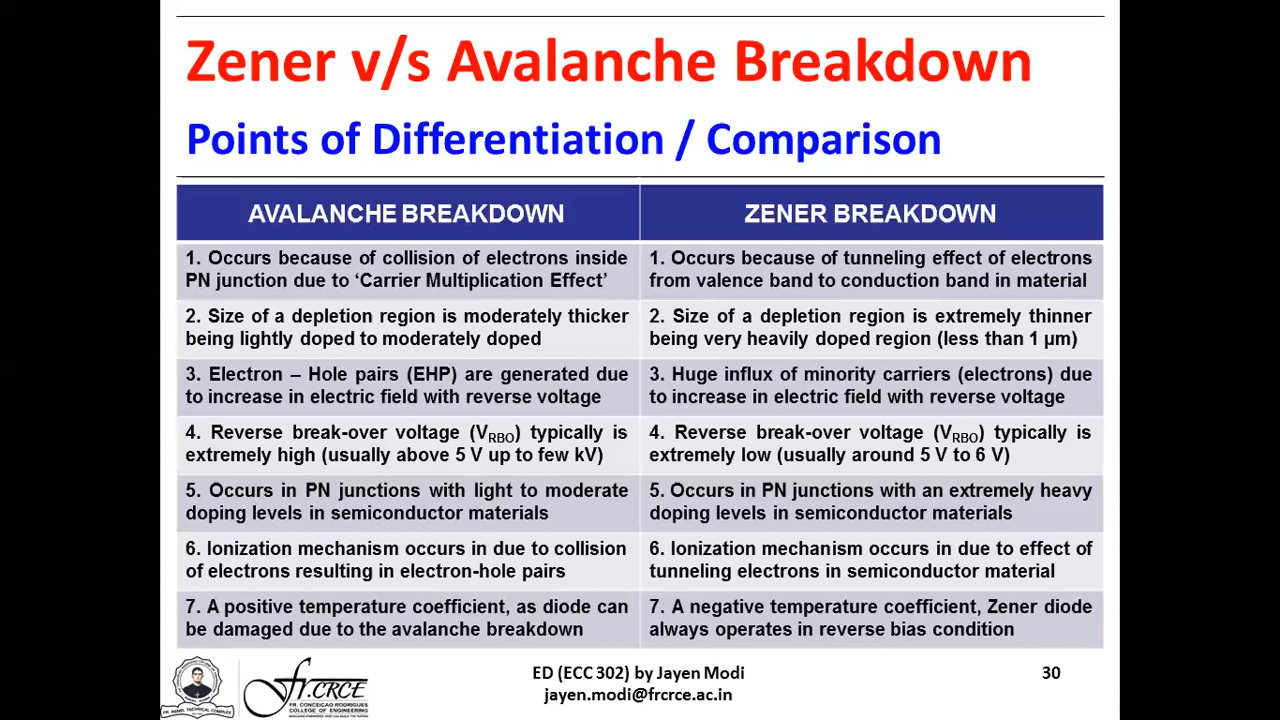 Zener v/s Avalanche Breakdown
Points of Differentiation / Comparison
AVALANCHE BREAKDOWN
ZENER BREAKDOWN
1. Occurs because of collision of electrons inside
PN junction due to ‘Carrier Multiplication Effect’
1. Occurs because of tunneling effect of electrons
from valence band to conduction band in material
2. Size of a depletion region is moderately thicker
being lightly doped to moderately doped
2. Size of a depletion region is extremely thinner
being very heavily doped region (less than 1 µm)
3. Electron – Hole pairs (EHP) are generated due
to increase in electric field with reverse voltage
3. Huge influx of minority carriers (electrons) due
to increase in electric field with reverse voltage
4. Reverse break-over voltage (VRBO) typically is
extremely high (usually above 5 V up to few kV)
4. Reverse break-over voltage (VRBO) typically is
extremely low (usually around 5 V to 6 V)
5. Occurs in PN junctions with light to moderate
doping levels in semiconductor materials
5. Occurs in PN junctions with an extremely heavy
doping levels in semiconductor materials
6. Ionization mechanism occurs in due to collision
of electrons resulting in electron-hole pairs
6. Ionization mechanism occurs in due to effect of
tunneling electrons in semiconductor material
7. A positive temperature coefficient, as diode can
be damaged due to the avalanche breakdown
7. A negative temperature coefficient, Zener diode
always operates in reverse bias condition
FR. AGNEL TECHNICAL COMPLEX
Fr. CRCE
FR. CONCEICAO RODRIGUES
COLLEGE OF ENGINEERING
ED (ECC 302) by Jayen Modi
jayen.modi@frcrce.ac.in
30